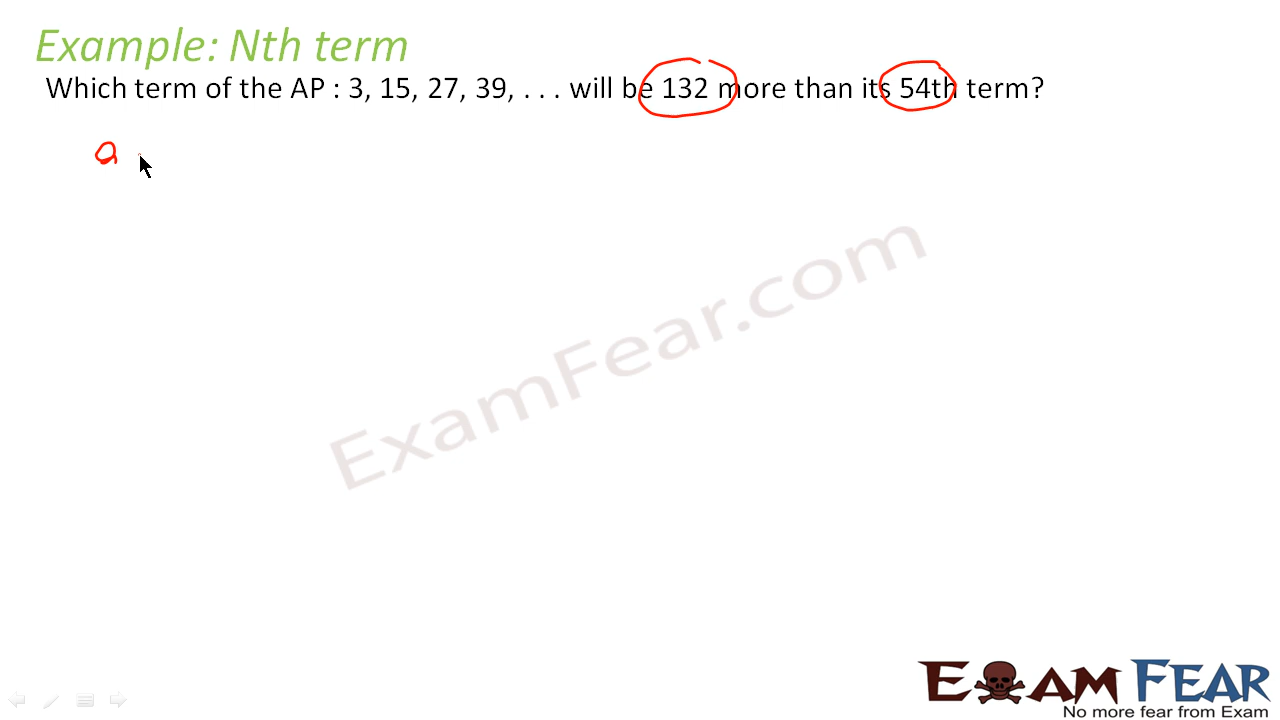 Example: Nth term
Which term of the AP : 3, 15, 27, 39, . . . will be 132 more than its 54th term?
a
ExamFear.com
EXAM FEAR
No more fear from Exam